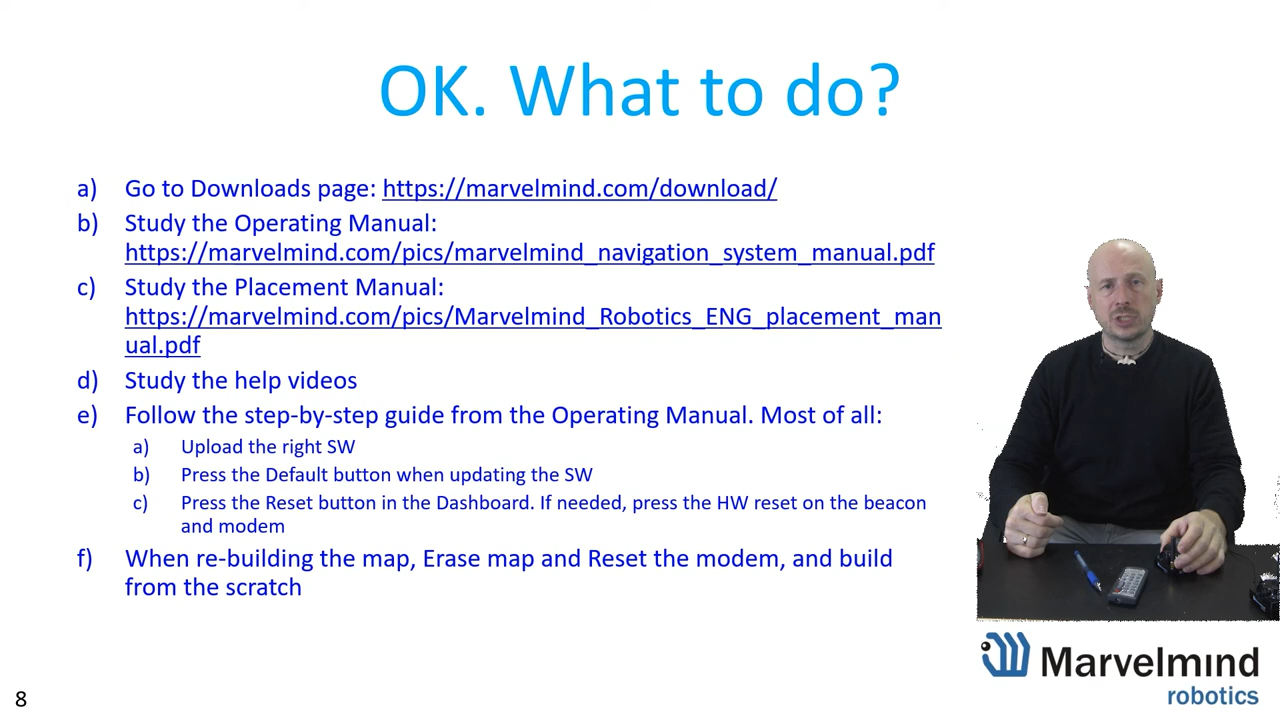 OK. What to do?
a) Go to Downloads page: https://marvelmind.com/download/
b) Study the Operating Manual:
https://marvelmind.com/pics/marvelmind_navigation_system_manual.pdf
c) Study the Placement Manual:
https://marvelmind.com/pics/Marvelmind_Robotics_ENG_placement_man
ual.pdf
d) Study the help videos
e) Follow the step-by-step guide from the Operating Manual. Most of all:
a) Upload the right SW
b) Press the Default button when updating the SW
c) Press the Reset button in the Dashboard. If needed, press the HW reset on the beacon
and modem
f) When re-building the map, Erase map and Reset the modem, and build
from the scratch
Marvelmind
robotics
8